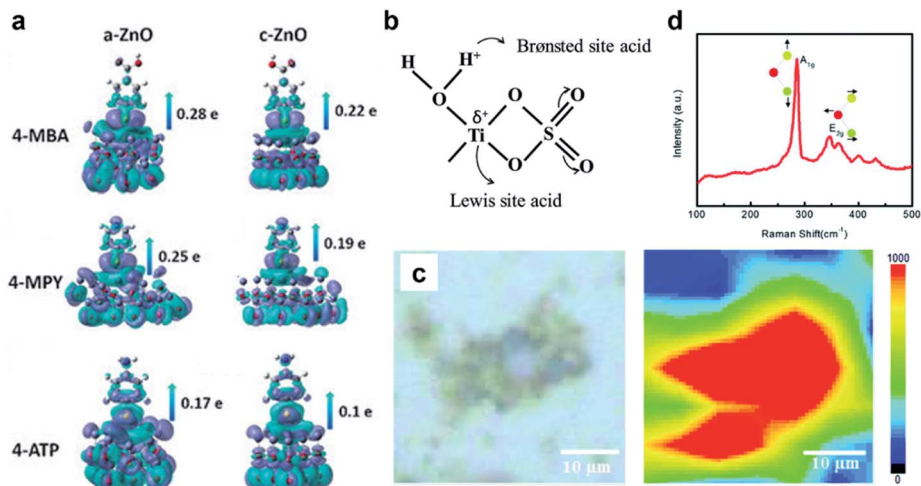 a
a-ZnO
c-ZnO
4-MBA
0.28 e
0.22 e
4-MPY
0.25 e
0.19 e
4-ATP
0.17 e
0.1 e
b
H
H+
Brønsted site acid
O
δ+
Ti
O
S
O
O
O
Lewis site acid
c
10 µm
10 µm
1000
0
d
A1g
E2g
Intensity (a.u.)
100
200
300
400
500
Raman Shift(cm-1)